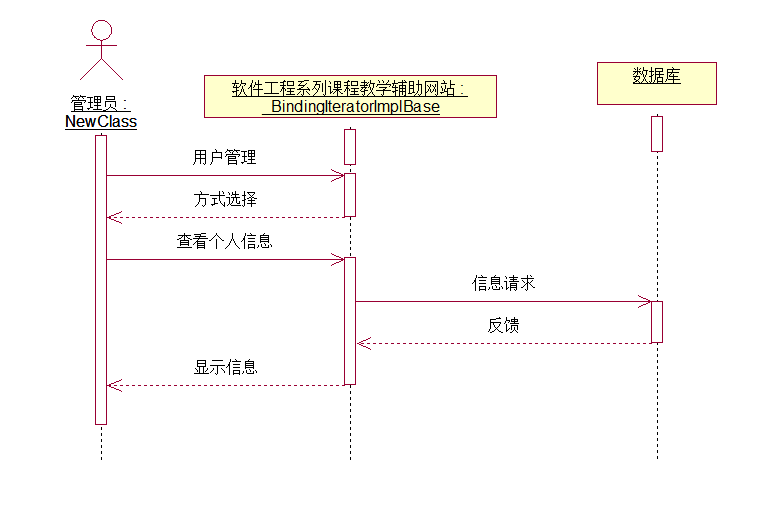 软件工程系列课程教学辅助网站 :
BindingIteratorImplBase
数据库
管理员 :
NewClass
用户管理
方式选择
查看个人信息
信息请求
反馈
显示信息